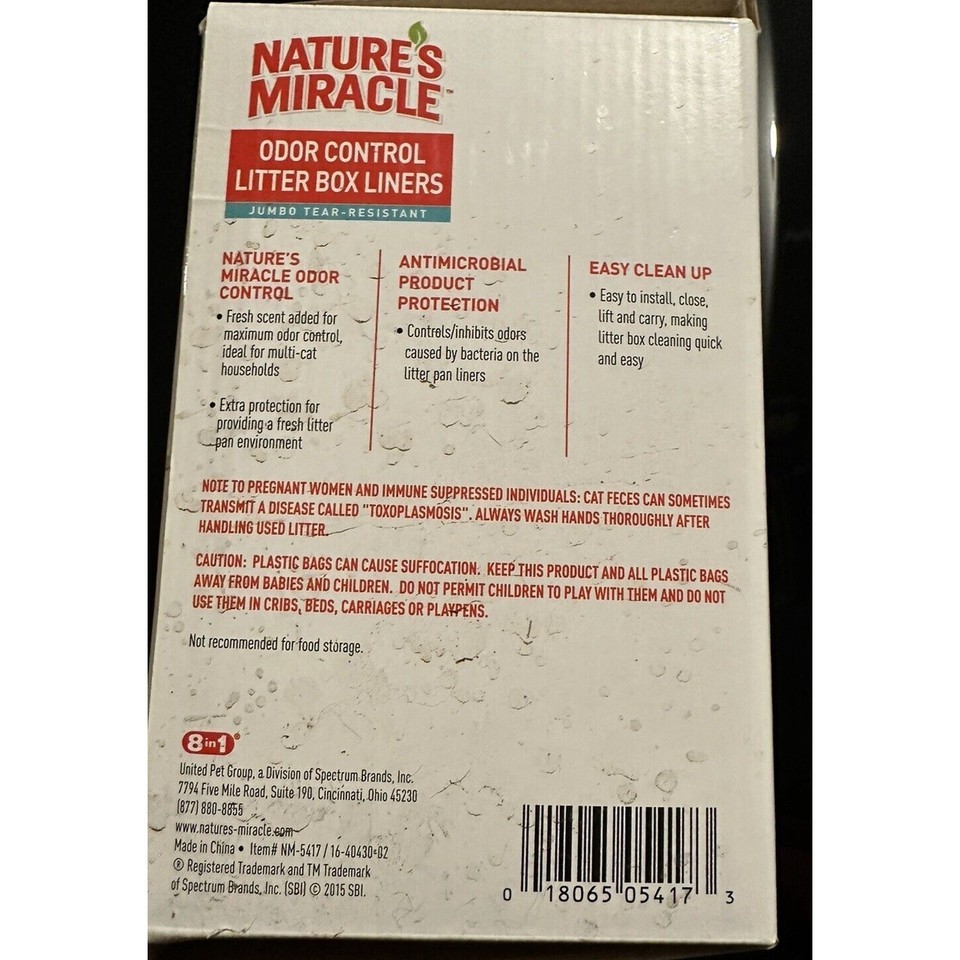 NATURE'S
MIRACLE™
ODOR CONTROL
LITTER BOX LINERS
JUMBO TEAR-RESISTANT
NATURE'S
MIRACLE ODOR
CONTROL
• Fresh scent added for
maximum odor control,
ideal for multi-cat
households
• Extra protection for
providing a fresh litter
pan environment
ANTIMICROBIAL
PRODUCT
PROTECTION
• Controls/inhibits odors
caused by bacteria on the
litter pan liners
EASY CLEAN UP
• Easy to install, close,
lift and carry, making
litter box cleaning quick
and easy
NOTE TO PREGNANT WOMEN AND IMMUNE SUPPRESSED INDIVIDUALS: CAT FECES CAN SOMETIMES
TRANSMIT A DISEASE CALLED "TOXOPLASMOSIS". ALWAYS WASH HANDS THOROUGHLY AFTER
HANDLING USED LITTER.
CAUTION: PLASTIC BAGS CAN CAUSE SUFFOCATION. KEEP THIS PRODUCT AND ALL PLASTIC BAGS
AWAY FROM BABIES AND CHILDREN. DO NOT PERMIT CHILDREN TO PLAY WITH THEM AND DO NOT
USE THEM IN CRIBS, BEDS, CARRIAGES OR PLAYPENS.
Not recommended for food storage.
8in1®
United Pet Group, a Division of Spectrum Brands, Inc.
7794 Five Mile Road, Suite 190, Cincinnati, Ohio 45230
(877) 880-8855
www.natures-miracle.com
Made in China • Item# NM-5417 / 16-40430-02
® Registered Trademark and TM Trademark
of Spectrum Brands, Inc. (SBI) © 2015 SBI.
0 18065 05417 3